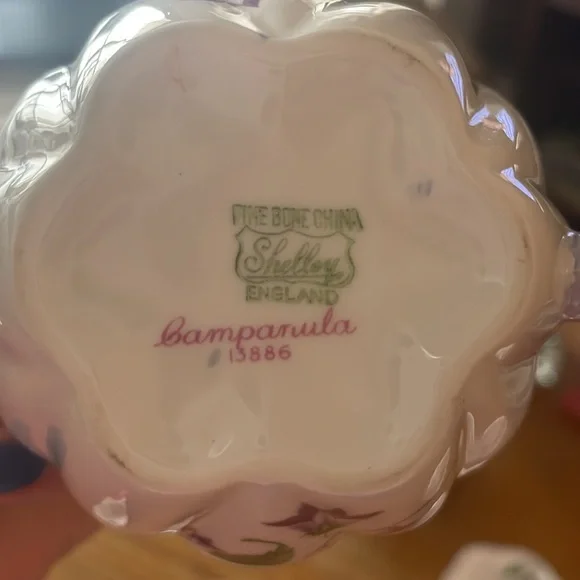 FINE BONE CHINA
Shelley
ENGLAND
Campanula
13886